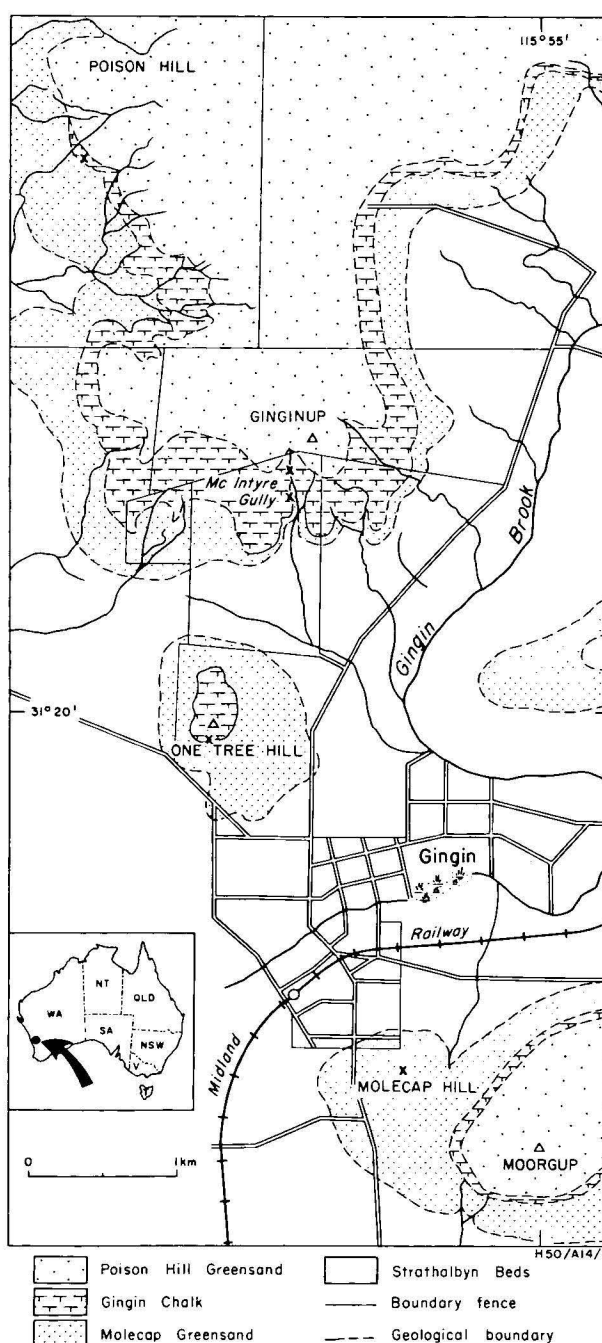 115° 55'
POISON HILL
GINGINUP
Mc Intyre
Gully
Brook
Gingin
31° 20'
ONE TREE HILL
Gingin
Railway
NT
QLD
WA
SA
NSW
V
Midland
MOLECAP HILL
0 1km
MOORGUP
H50/A14/
Poison Hill Greensand
Strathalbyn Beds
Gingin Chalk
Boundary fence
Molecap Greensand
Geological boundary